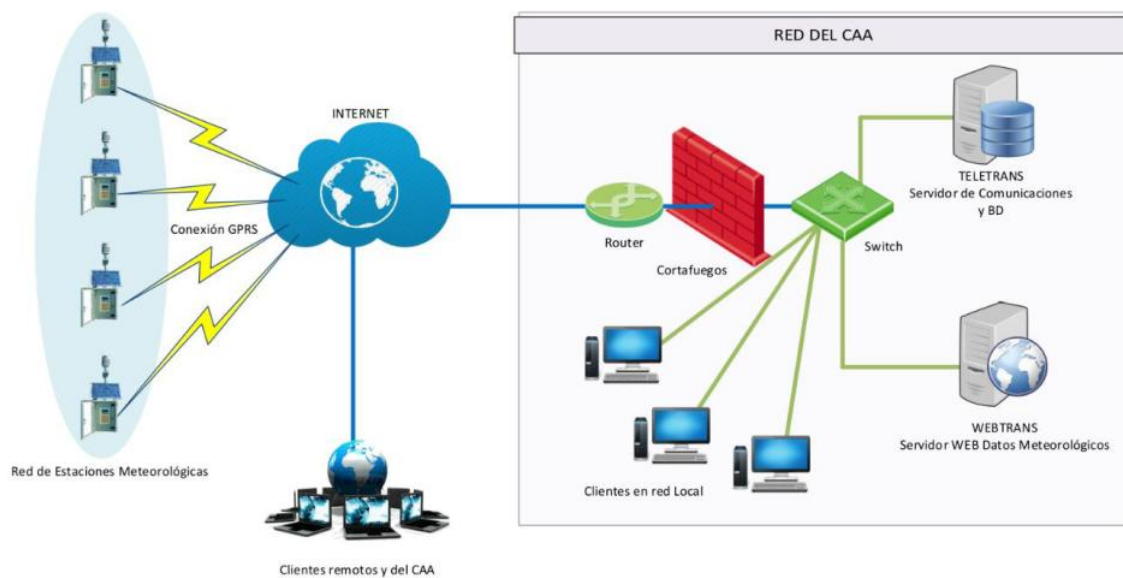 RED DEL CAA
INTERNET
Conexión GPRS
Red de Estaciones Meteorológicas
Clientes remotos y del CAA
Router
Cortafuegos
Switch
TELETRANS
Servidor de Comunicaciones
y BD
Clientes en red Local
WEBTRANS
Servidor WEB Datos Meteorológicos